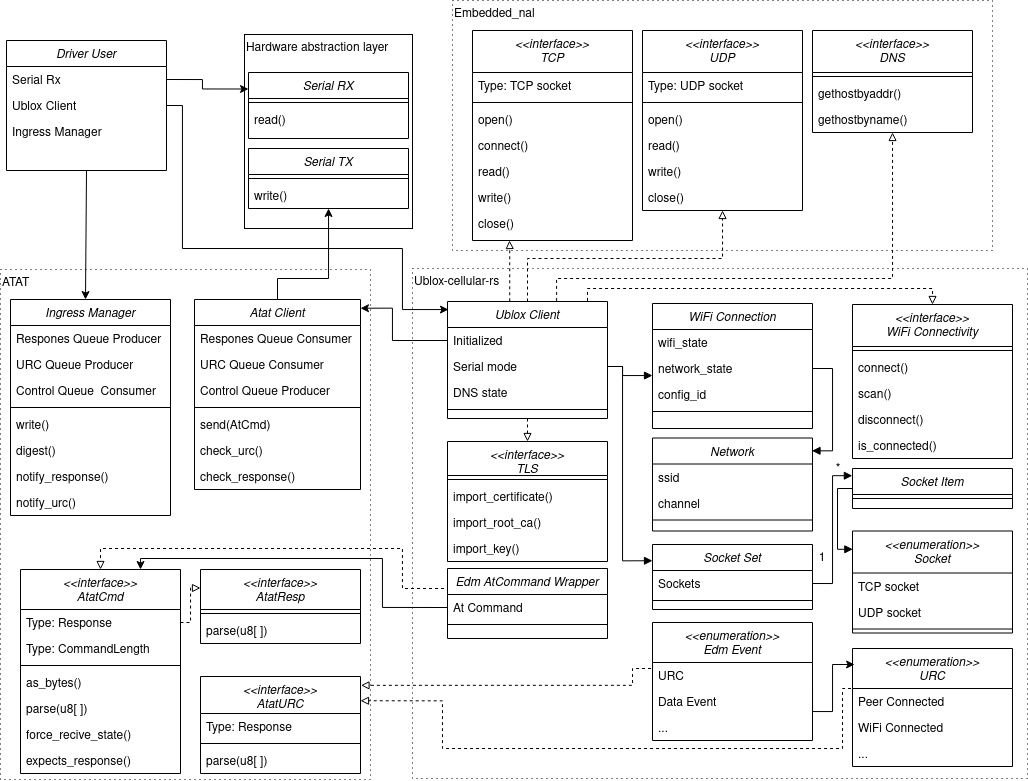 Embedded_nal
<<interface>>
TCP
Type: TCP socket
open()
connect()
read()
write()
close()
<<interface>>
UDP
Type: UDP socket
open()
read()
write()
close()
<<interface>>
DNS
gethostbyaddr()
gethostbyname()
Driver User
Serial Rx
Ublox Client
Ingress Manager
Hardware abstraction layer
Serial RX
read()
Serial TX
write()
ATAT
Ingress Manager
Respones Queue Producer
URC Queue Producer
Control Queue  Consumer
write()
digest()
notify_response()
notify_urc()
Atat Client
Respones Queue Consumer
URC Queue Consumer
Control Queue Producer
send(AtCmd)
check_urc()
check_response()
<<interface>>
AtatCmd
Type: Response
Type: CommandLength
as_bytes()
parse(u8[ ])
force_recive_state()
expects_response()
<<interface>>
AtatResp
parse(u8[ ])
<<interface>>
AtatURC
Type: Response
parse(u8[ ])
Ublox-cellular-rs
Ublox Client
Initialized
Serial mode
DNS state
<<interface>>
TLS
import_certificate()
import_root_ca()
import_key()
Edm AtCommand Wrapper
At Command
WiFi Connection
wifi_state
network_state
config_id
Network
ssid
channel
Socket Set
Sockets
1
*
<<enumeration>>
Edm Event
URC
Data Event
...
<<interface>>
WiFi Connectivity
connect()
scan()
disconnect()
is_connected()
Socket Item
<<enumeration>>
Socket
TCP socket
UDP socket
<<enumeration>>
URC
Peer Connected
WiFi Connected
...